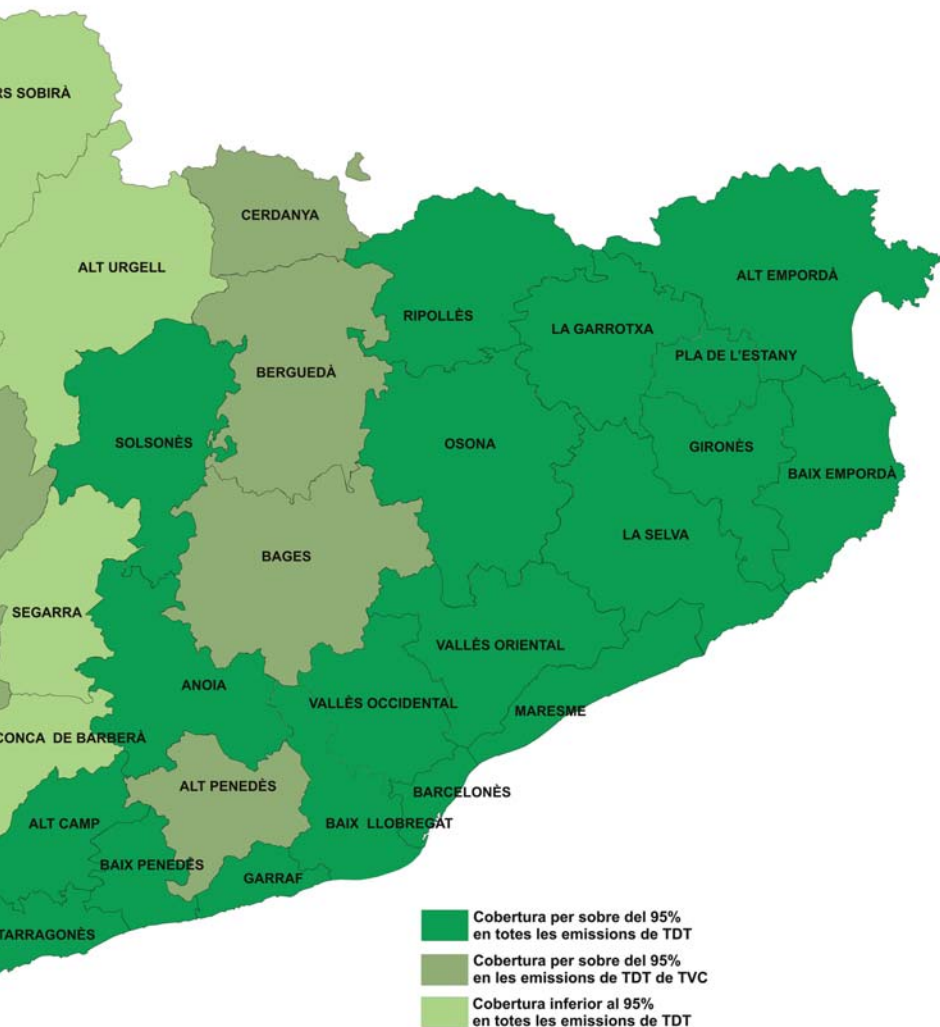 RS SOBIRÀ
CERDANYA
ALT URGELL
ALT EMPORDÀ
RIPOLLÈS
LA GARROTXA
PLA DE L'ESTANY
BERGUEDÀ
SOLSONÈS
OSONA
GIRONÈS
BAIX EMPORDÀ
LA SELVA
BAGES
SEGARRA
VALLÈS ORIENTAL
ANOIA
VALLÈS OCCIDENTAL
MARESME
CONCA DE BARBERÀ
ALT PENEDÈS
BARCELONÈS
ALT CAMP
BAIX LLOBREGAT
BAIX PENEDÈS
GARRAF
TARRAGONÈS
Cobertura per sobre del 95%
en totes les emissions de TDT
Cobertura per sobre del 95%
en les emissions de TDT de TVC
Cobertura inferior al 95%
en totes les emissions de TDT